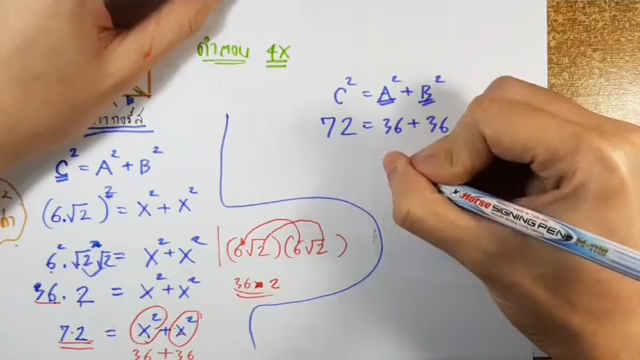 คำตอบ 4X
C² = A² + B²
(6.√2)² = X² + X²
6². √2√2 = X² + X²
36.2 = X² + X²
72 = X² + X²
36 + 36
(6√2)(6√2)
36 · 2
C² = A² + B²
72 = 36 + 36
Horse SIGNING PEN